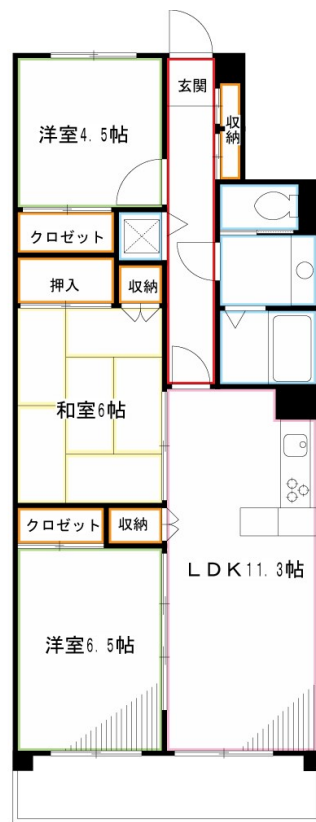 玄関
洋室4.5帖
収納
クロゼット
押入
収納
和室6帖
クロゼット
収納
LDK11.3帖
洋室6.5帖